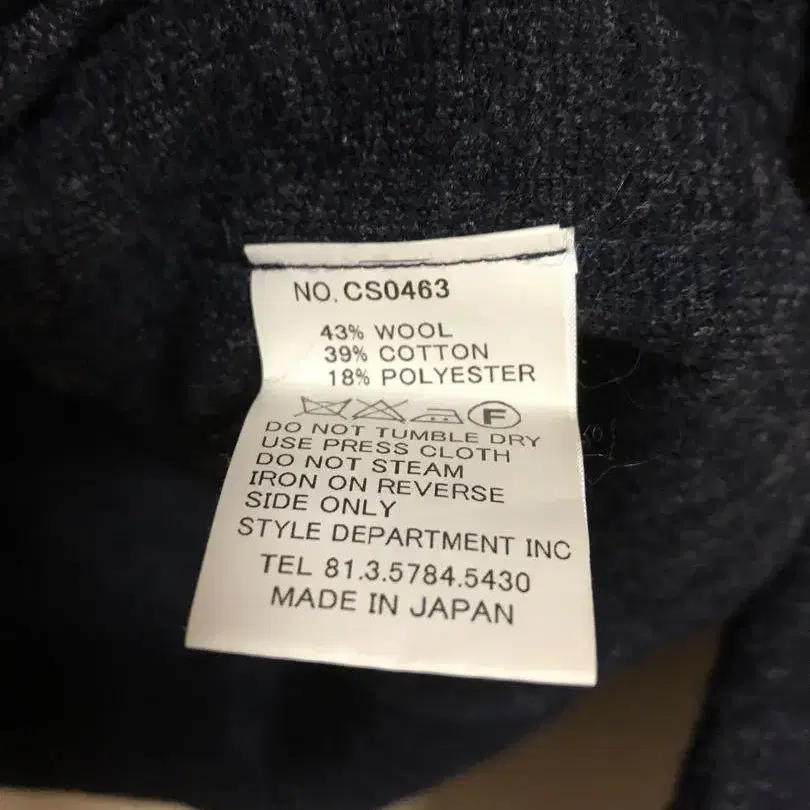 NO. CS0463
43% WOOL
39% COTTON
18% POLYESTER
F
DO NOT TUMBLE DRY
USE PRESS CLOTH
DO NOT STEAM
IRON ON REVERSE
SIDE ONLY
STYLE DEPARTMENT INC
TEL 81.3.5784.5430
MADE IN JAPAN